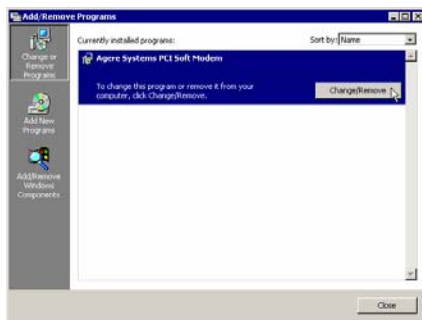 Add/Remove Programs
Currently installed programs:
Sort by: Name
Change or
Remove
Programs
Agere Systems PCI Soft Modem
To change this program or remove it from your
computer, click Change/Remove.
Change/Remove
Add New
Programs
Add/Remove
Windows
Components
Close